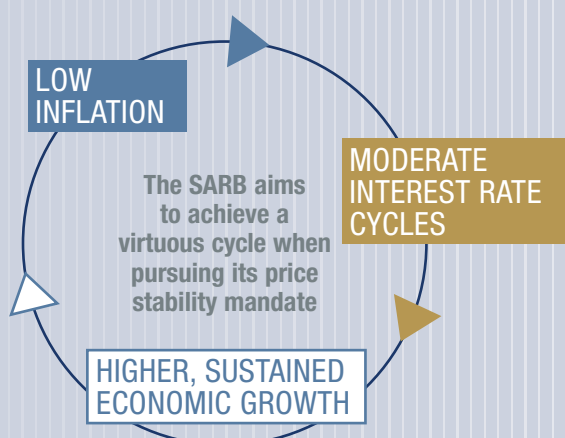 LOW
INFLATION
MODERATE
INTEREST RATE
CYCLES
The SARB aims
to achieve a
virtuous cycle when
pursuing its price
stability mandate
HIGHER, SUSTAINED
ECONOMIC GROWTH